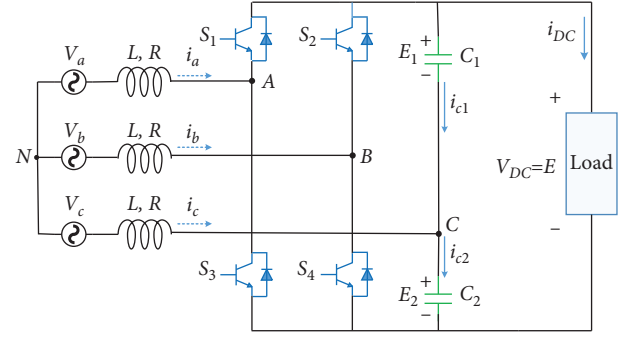 S1
S2
E1
+
−
C1
iDC
Va
L, R
ia
A
ic1
+
Vb
L, R
ib
N
B
VDC=E
Load
Vc
L, R
ic
C
−
ic2
S3
S4
E2
+
−
C2